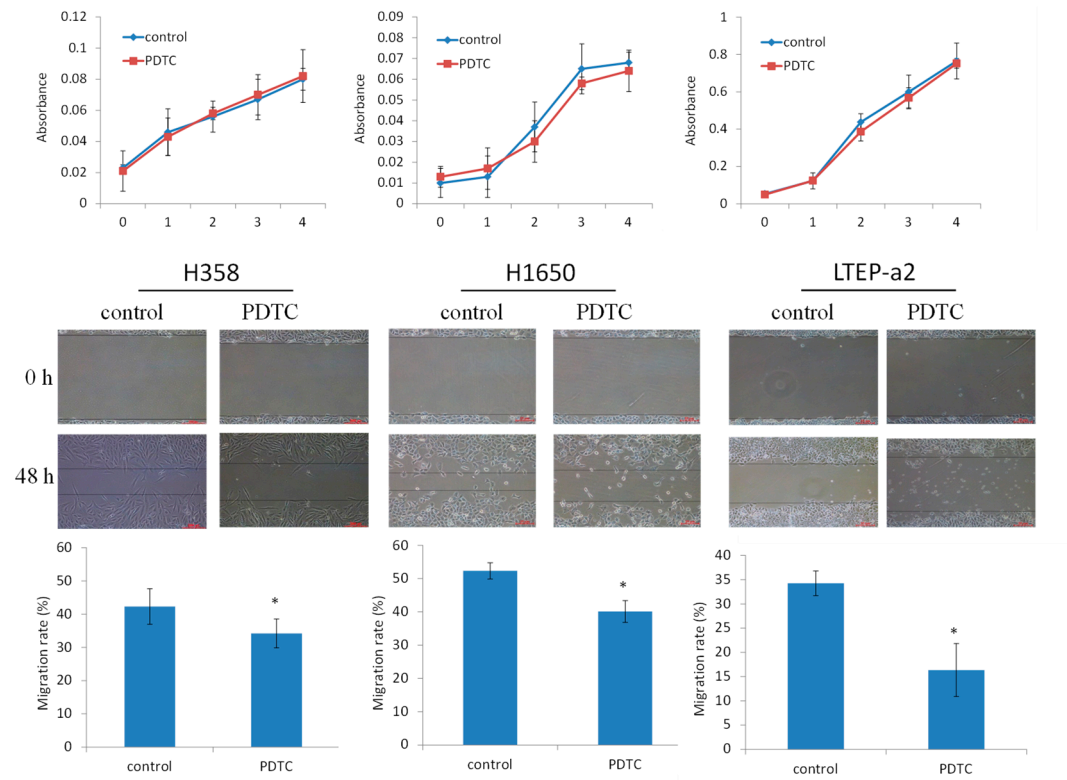 0.12
0.1
0.08
0.06
0.04
0.02
0
Absorbance
control
PDTC
0 1 2 3 4
0.09
0.08
0.07
0.06
0.05
0.04
0.03
0.02
0.01
0
Absorbance
control
PDTC
0 1 2 3 4
1
0.8
0.6
0.4
0.2
0
Absorbance
control
PDTC
0 1 2 3 4
H358 H1650 LTEP-a2
control PDTC control PDTC control PDTC
0 h
48 h
60
50
40
30
20
10
0
Migration rate (%)
*
control PDTC
60
50
40
30
20
10
0
Migration rate (%)
*
control PDTC
40
35
30
25
20
15
10
5
0
Migration rate (%)
*
control PDTC